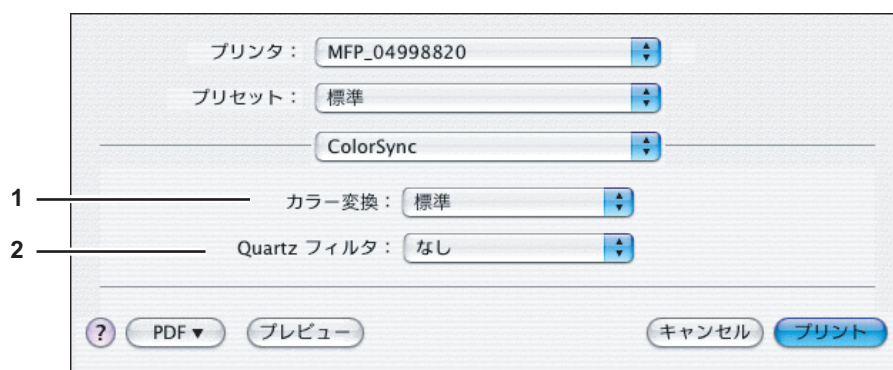 プリンタ： MFP_04998820
プリセット： 標準
ColorSync
1 カラー変換： 標準
2 Quartz フィルタ： なし
? PDF▼ プレビュー キャンセル プリント